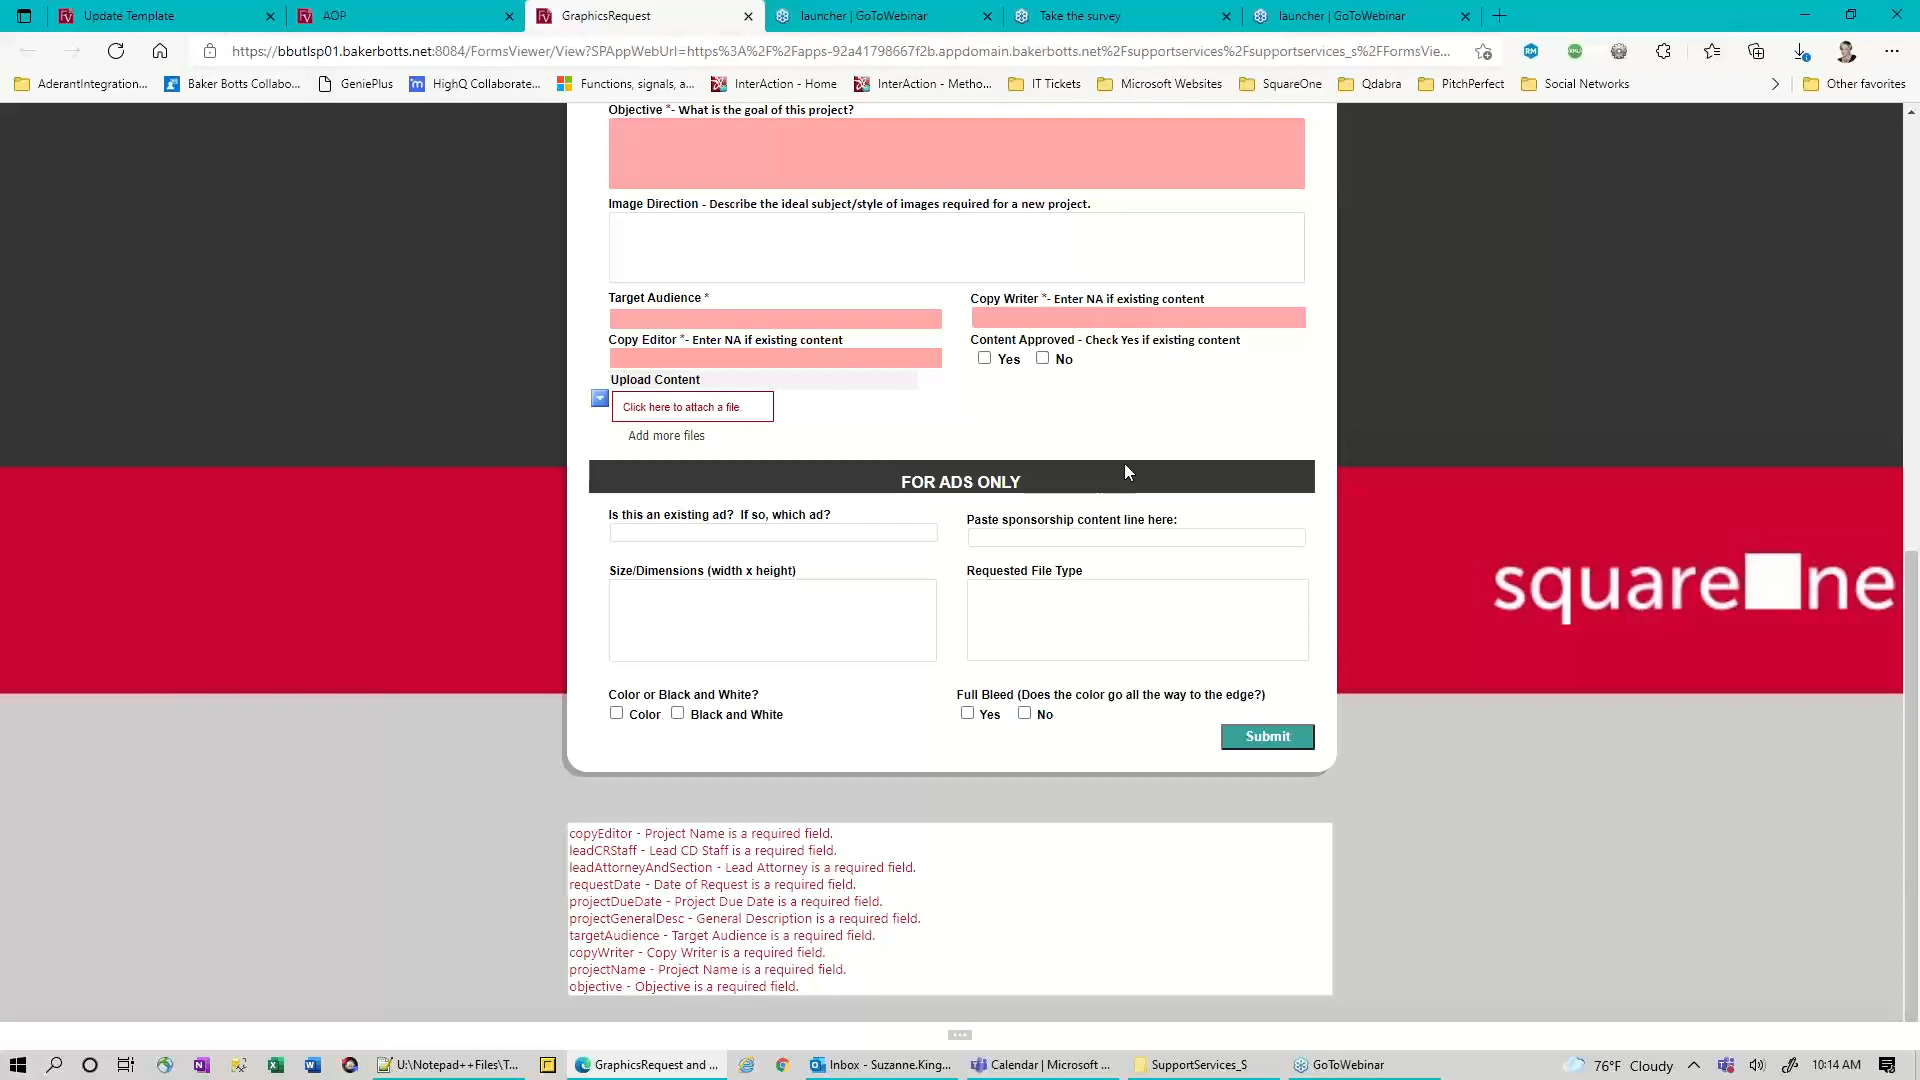 Update Template
AOP
GraphicsRequest
launcher | GoToWebinar
Take the survey
launcher | GoToWebinar
https://bbutlsp01.bakerbotts.net:8084/FormsViewer/View?SPAppWebUrl=https%3A%2F%2Fapps-92a41798667f2b.appdomain.bakerbotts.net%2Fsupportservices%2Fsupportservices_s%2FFormsVie...
AderantIntegration...
Baker Botts Collabo...
GeniePlus
HighQ Collaborate...
Functions, signals, a...
InterAction - Home
InterAction - Metho...
IT Tickets
Microsoft Websites
SquareOne
Qdabra
PitchPerfect
Social Networks
Other favorites
Objective *- What is the goal of this project?
Image Direction - Describe the ideal subject/style of images required for a new project.
Target Audience *
Copy Writer *- Enter NA if existing content
Copy Editor *- Enter NA if existing content
Content Approved - Check Yes if existing content
Yes No
Upload Content
Click here to attach a file.
Add more files
FOR ADS ONLY
Is this an existing ad? If so, which ad?
Paste sponsorship content line here:
Size/Dimensions (width x height)
Requested File Type
square ne
Color or Black and White?
Full Bleed (Does the color go all the way to the edge?)
Color Black and White
Yes No
Submit
copyEditor - Project Name is a required field.
leadCRStaff - Lead CD Staff is a required field.
leadAttorneyAndSection - Lead Attorney is a required field.
requestDate - Date of Request is a required field.
projectDueDate - Project Due Date is a required field.
projectGeneralDesc - General Description is a required field.
targetAudience - Target Audience is a required field.
copyWriter - Copy Writer is a required field.
projectName - Project Name is a required field.
objective - Objective is a required field.
U:\Notepad++Files\T...
GraphicsRequest and ...
Inbox - Suzanne.King...
Calendar | Microsoft ...
SupportServices_S
GoToWebinar
76°F Cloudy
10:14 AM